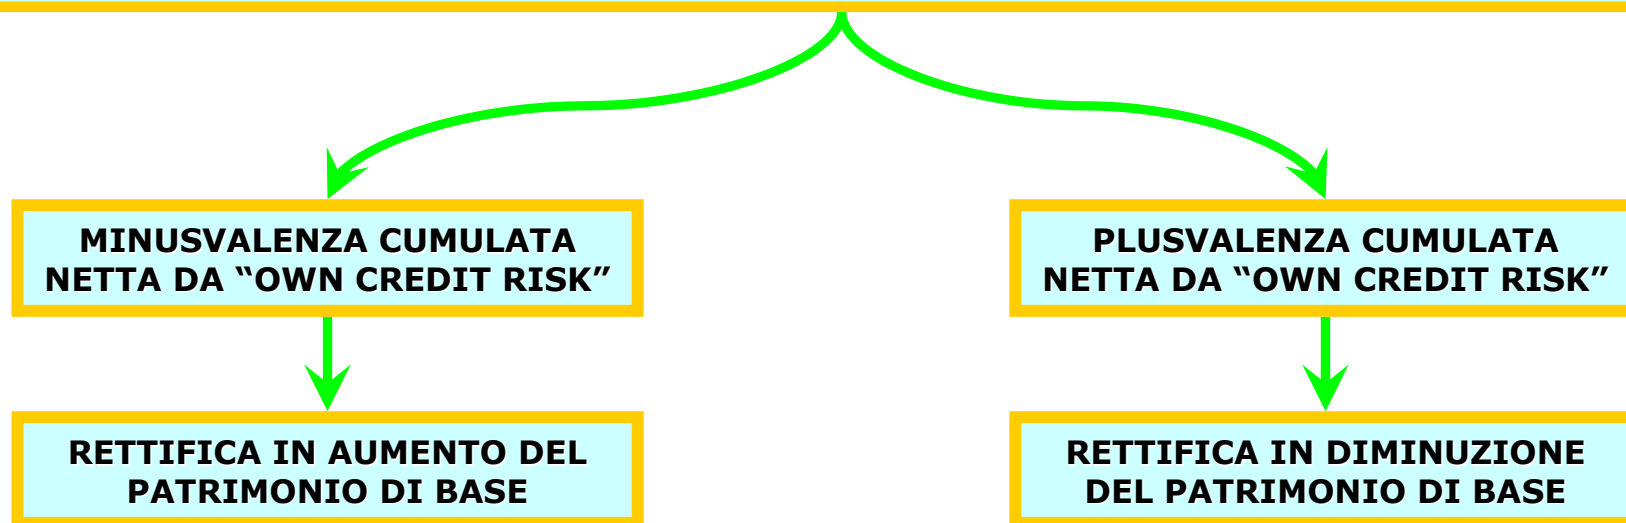 MINUSVALENZA CUMULATA
NETTA DA “OWN CREDIT RISK”
PLUSVALENZA CUMULATA
NETTA DA “OWN CREDIT RISK”
RETTIFICA IN AUMENTO DEL
PATRIMONIO DI BASE
RETTIFICA IN DIMINUZIONE
DEL PATRIMONIO DI BASE